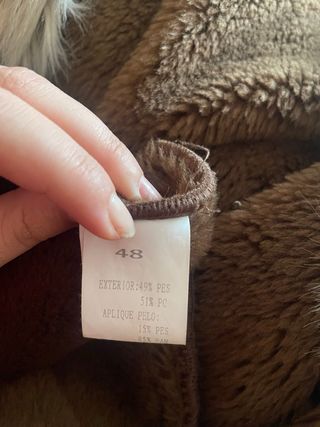 48
EXTERIOR:49% PES
51% PC
APLIQUE PELO:
15% PES